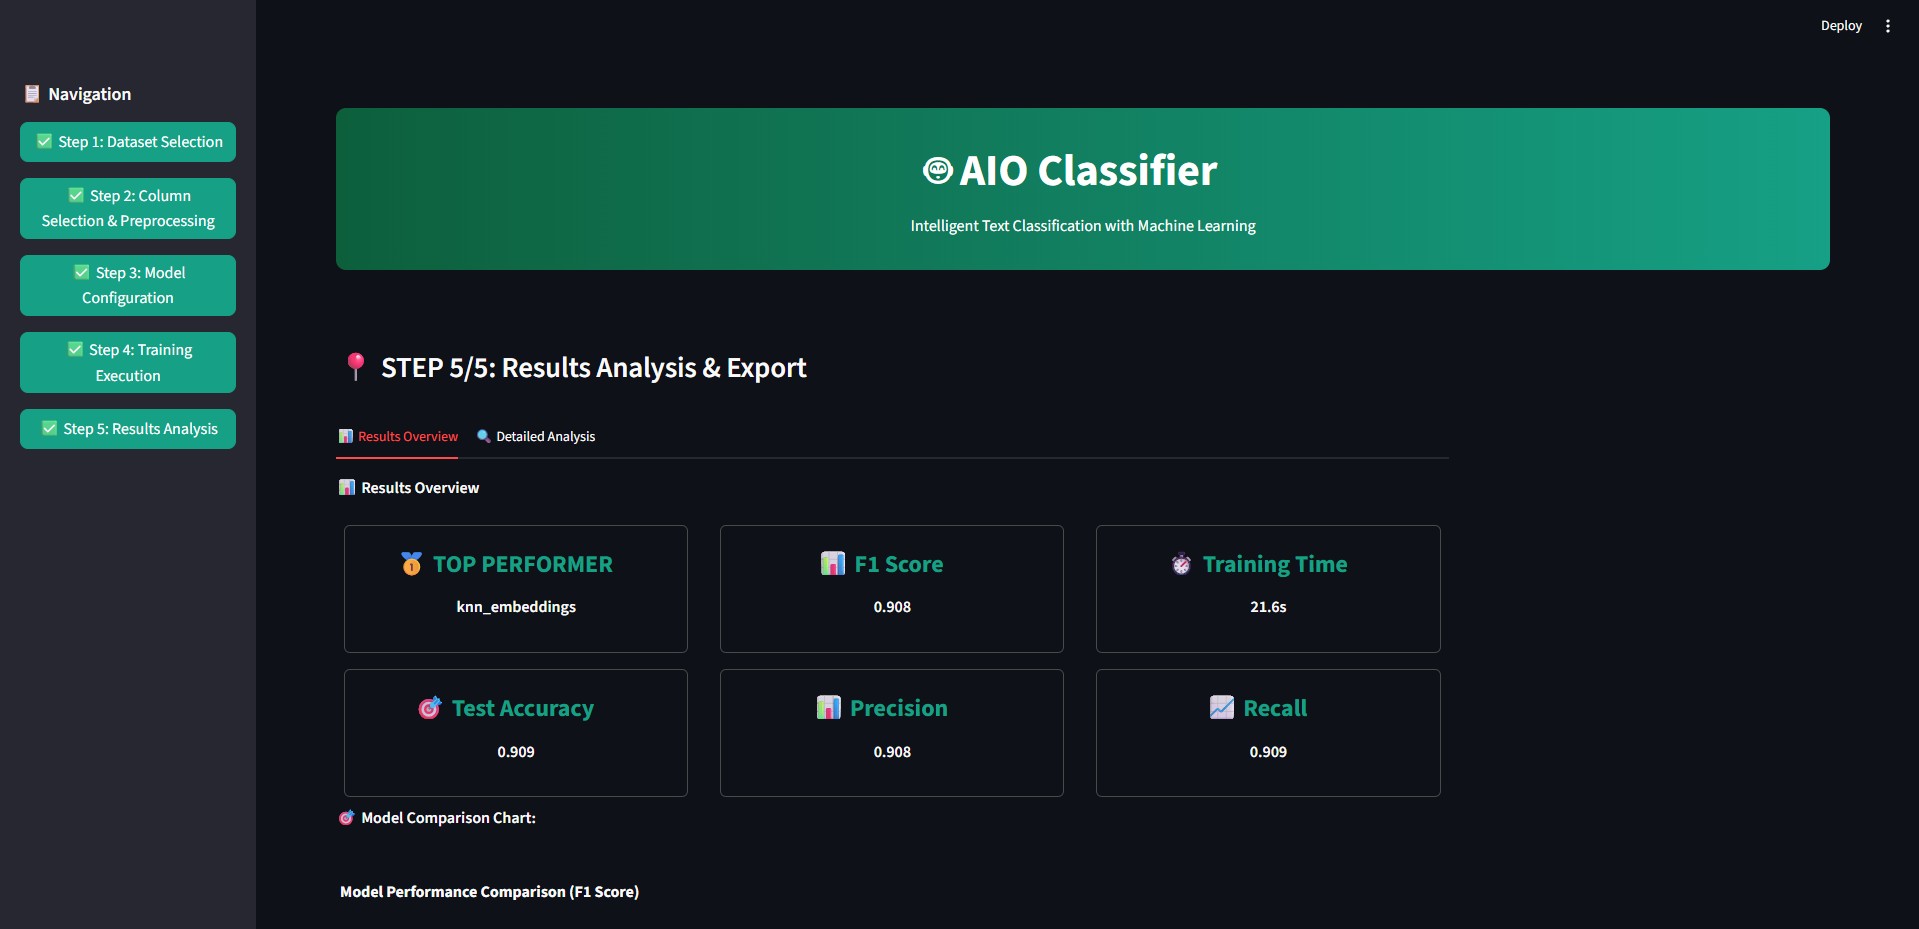 Deploy
Navigation
Step 1: Dataset Selection
Step 2: Column
Selection & Preprocessing
Step 3: Model
Configuration
Step 4: Training
Execution
Step 5: Results Analysis
AIO Classifier
Intelligent Text Classification with Machine Learning
STEP 5/5: Results Analysis & Export
Results Overview
Detailed Analysis
Results Overview
TOP PERFORMER
knn_embeddings
F1 Score
0.908
Training Time
21.6s
Test Accuracy
0.909
Precision
0.908
Recall
0.909
Model Comparison Chart:
Model Performance Comparison (F1 Score)